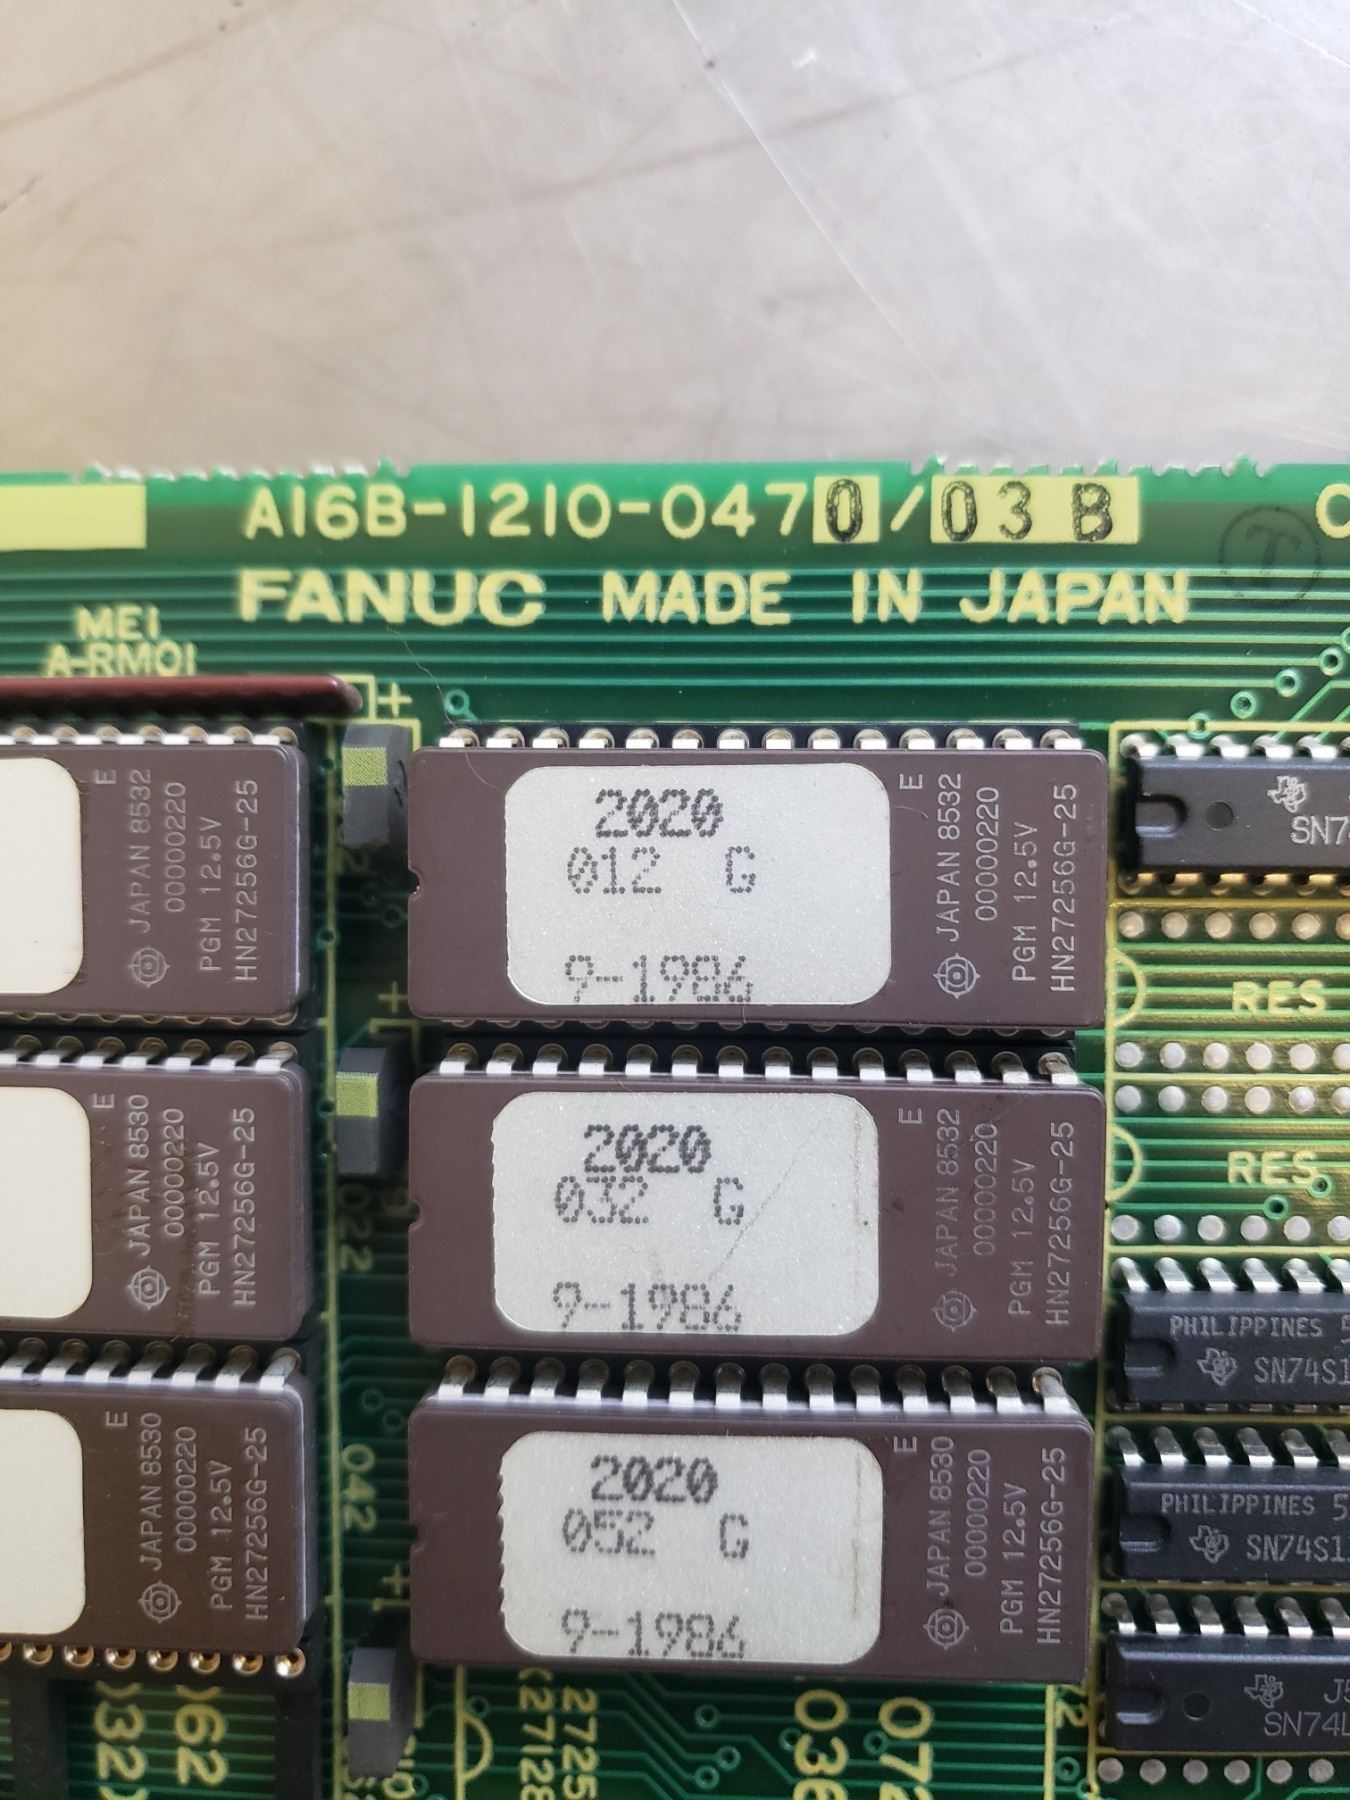 A16B-1210-0470/03B
FANUC MADE IN JAPAN
MEI
A-RM01
+
E
JAPAN 8532
00000220
PGM 12.5V
HN27256G-25
2020
012 G
9-1986
E
JAPAN 8532
00000220
PGM 12.5V
HN27256G-25
RES
+
E
JAPAN 8530
00000220
PGM 12.5V
HN27256G-25
022
2020
032 G
9-1986
E
JAPAN 8532
00000220
PGM 12.5V
HN27256G-25
RES
PHILIPPINES
SN74S1
E
JAPAN 8530
00000220
PGM 12.5V
HN27256G-25
042
+
2020
052 G
9-1986
E
JAPAN 8530
00000220
PGM 12.5V
HN27256G-25
PHILIPPINES
SN74S1
SN74L
062